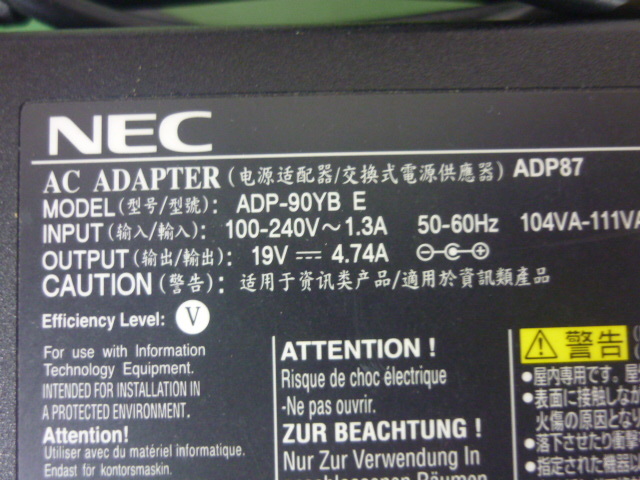 NEC
AC ADAPTER (电源适配器/交換式電源供應器) ADP87
MODEL(型号/型號): ADP-90YB E
INPUT (输入/輸入): 100-240V~1.3A 50-60Hz 104VA-111VA
OUTPUT (输出/輸出): 19V 4.74A
CAUTION (警告): 适用于资讯类产品/適用於資訊類產品
Efficiency Level: V
For use with Information
Technology Equipment.
INTENDED FOR INSTALLATION IN
A PROTECTED ENVIRONMENT.
Attention!
Utiliser avec du matériel informatique.
Endast för kontorsmaskin.
ATTENTION !
Risque de choc électrique
-Ne pas ouvrir.
ZUR BEACHTUNG !
Nur Zur Verwendung In
geschlossenen Räumen
警告
●屋内専用です。
●表面に接触しな
火傷の原因とな
●落下させたり衝撃
●指定された機器以